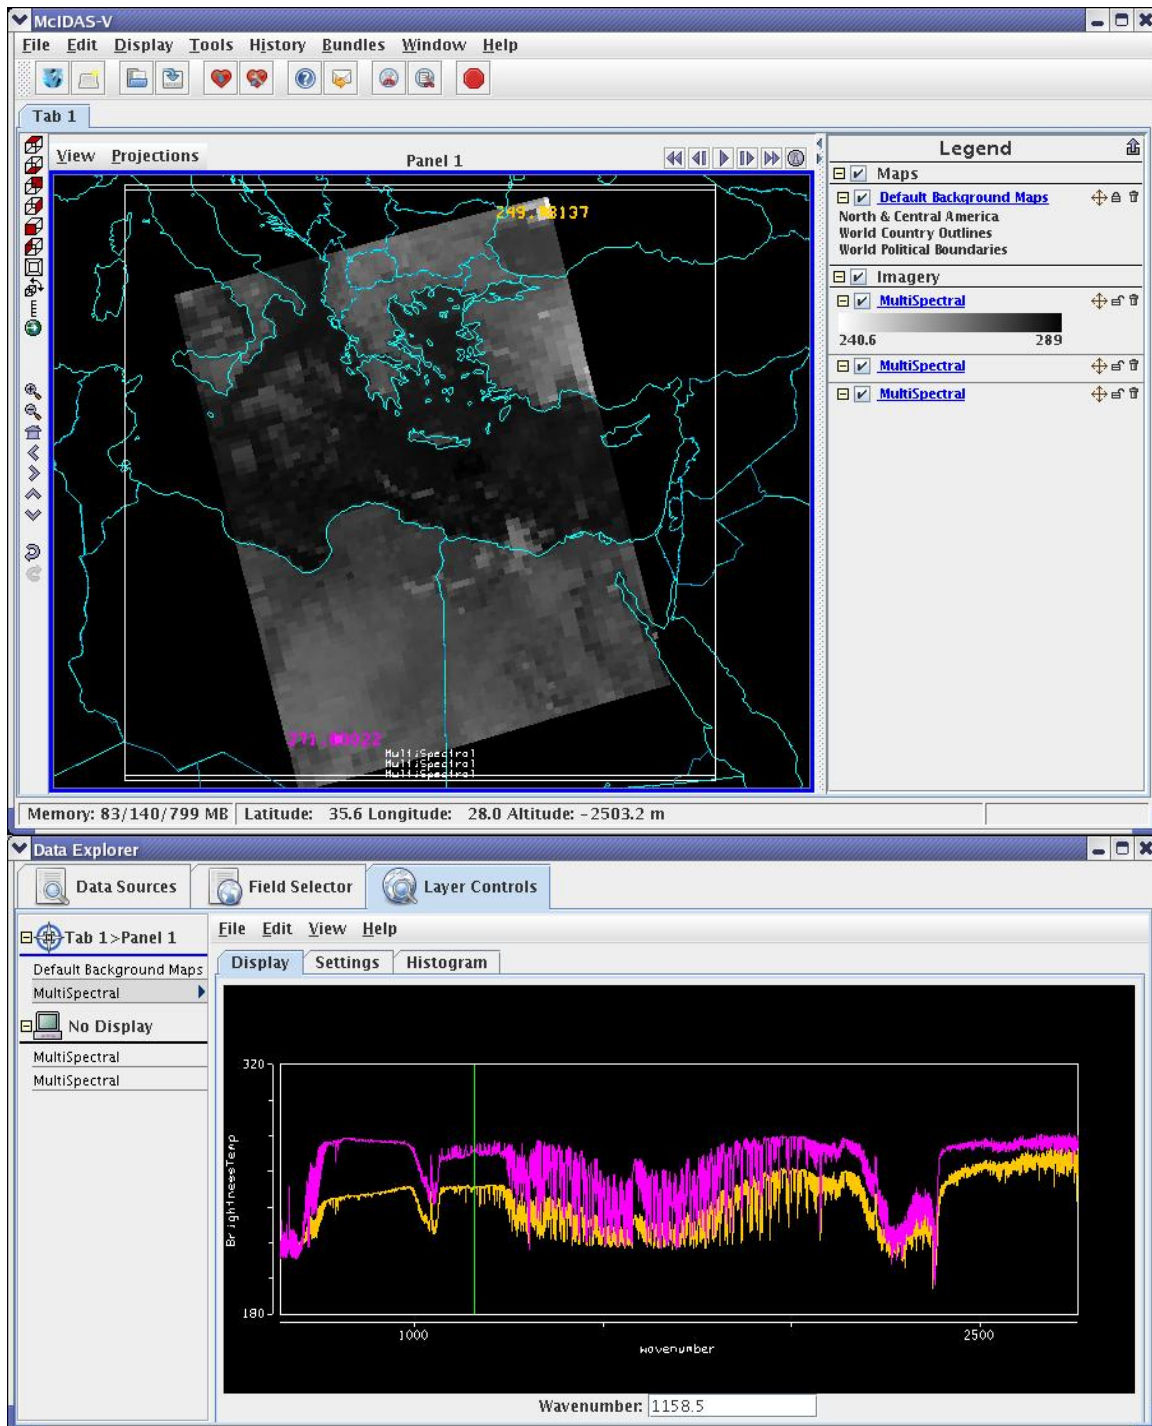 McIDAS-V
File Edit Display Tools History Bundles Window Help
Tab 1
View Projections
Panel 1
Legend
Maps
Default Background Maps
North & Central America
World Country Outlines
World Political Boundaries
Imagery
MultiSpectral
240.6 289
MultiSpectral
MultiSpectral
MultiSpectral
MultiSpectral
MultiSpectral
Memory: 83/140/799 MB Latitude: 35.6 Longitude: 28.0 Altitude: -2503.2 m
Data Explorer
Data Sources Field Selector Layer Controls
Tab 1>Panel 1
Default Background Maps
MultiSpectral
No Display
MultiSpectral
MultiSpectral
File Edit View Help
Display Settings Histogram
320
BrightnessTemp
180
1000 2500
wavenumber
Wavenumber: 1158.5